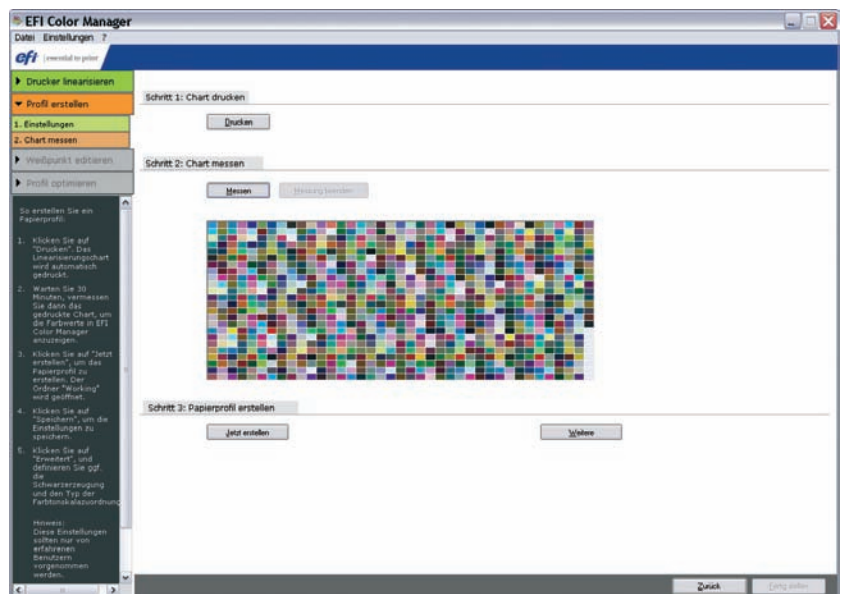 EFI Color Manager
Datei Einstellungen ?
efi essential to print
Drucker linearisieren
Profil erstellen
1. Einstellungen
2. Chart messen
Weißpunkt editieren
Profil optimieren
So erstellen Sie ein
Papierprofil:
1. Klicken Sie auf
"Drucken". Das
Linearisierungschart
wird automatisch
gedruckt.
2. Warten Sie 30
Minuten, vermessen
Sie dann das
gedruckte Chart, um
die Farbwerte in EFI
Color Manager
anzuzeigen.
3. Klicken Sie auf "Jetzt
erstellen", um das
Papierprofil zu
erstellen. Der
Ordner "Working"
wird geöffnet.
4. Klicken Sie auf
"Speichern", um die
Einstellungen zu
speichern.
5. Klicken Sie auf
"Erweitert", und
definieren Sie ggf.
die
Schwarzerzeugung
und den Typ der
Farbtonskalazuordnung
Hinweis:
Diese Einstellungen
sollten nur von
erfahrenen
Benutzern
vorgenommen
werden.
Schritt 1: Chart drucken
Drucken
Schritt 2: Chart messen
Messen Messung beenden
Schritt 3: Papierprofil erstellen
Jetzt erstellen Weitere
Zurück Fertig stellen